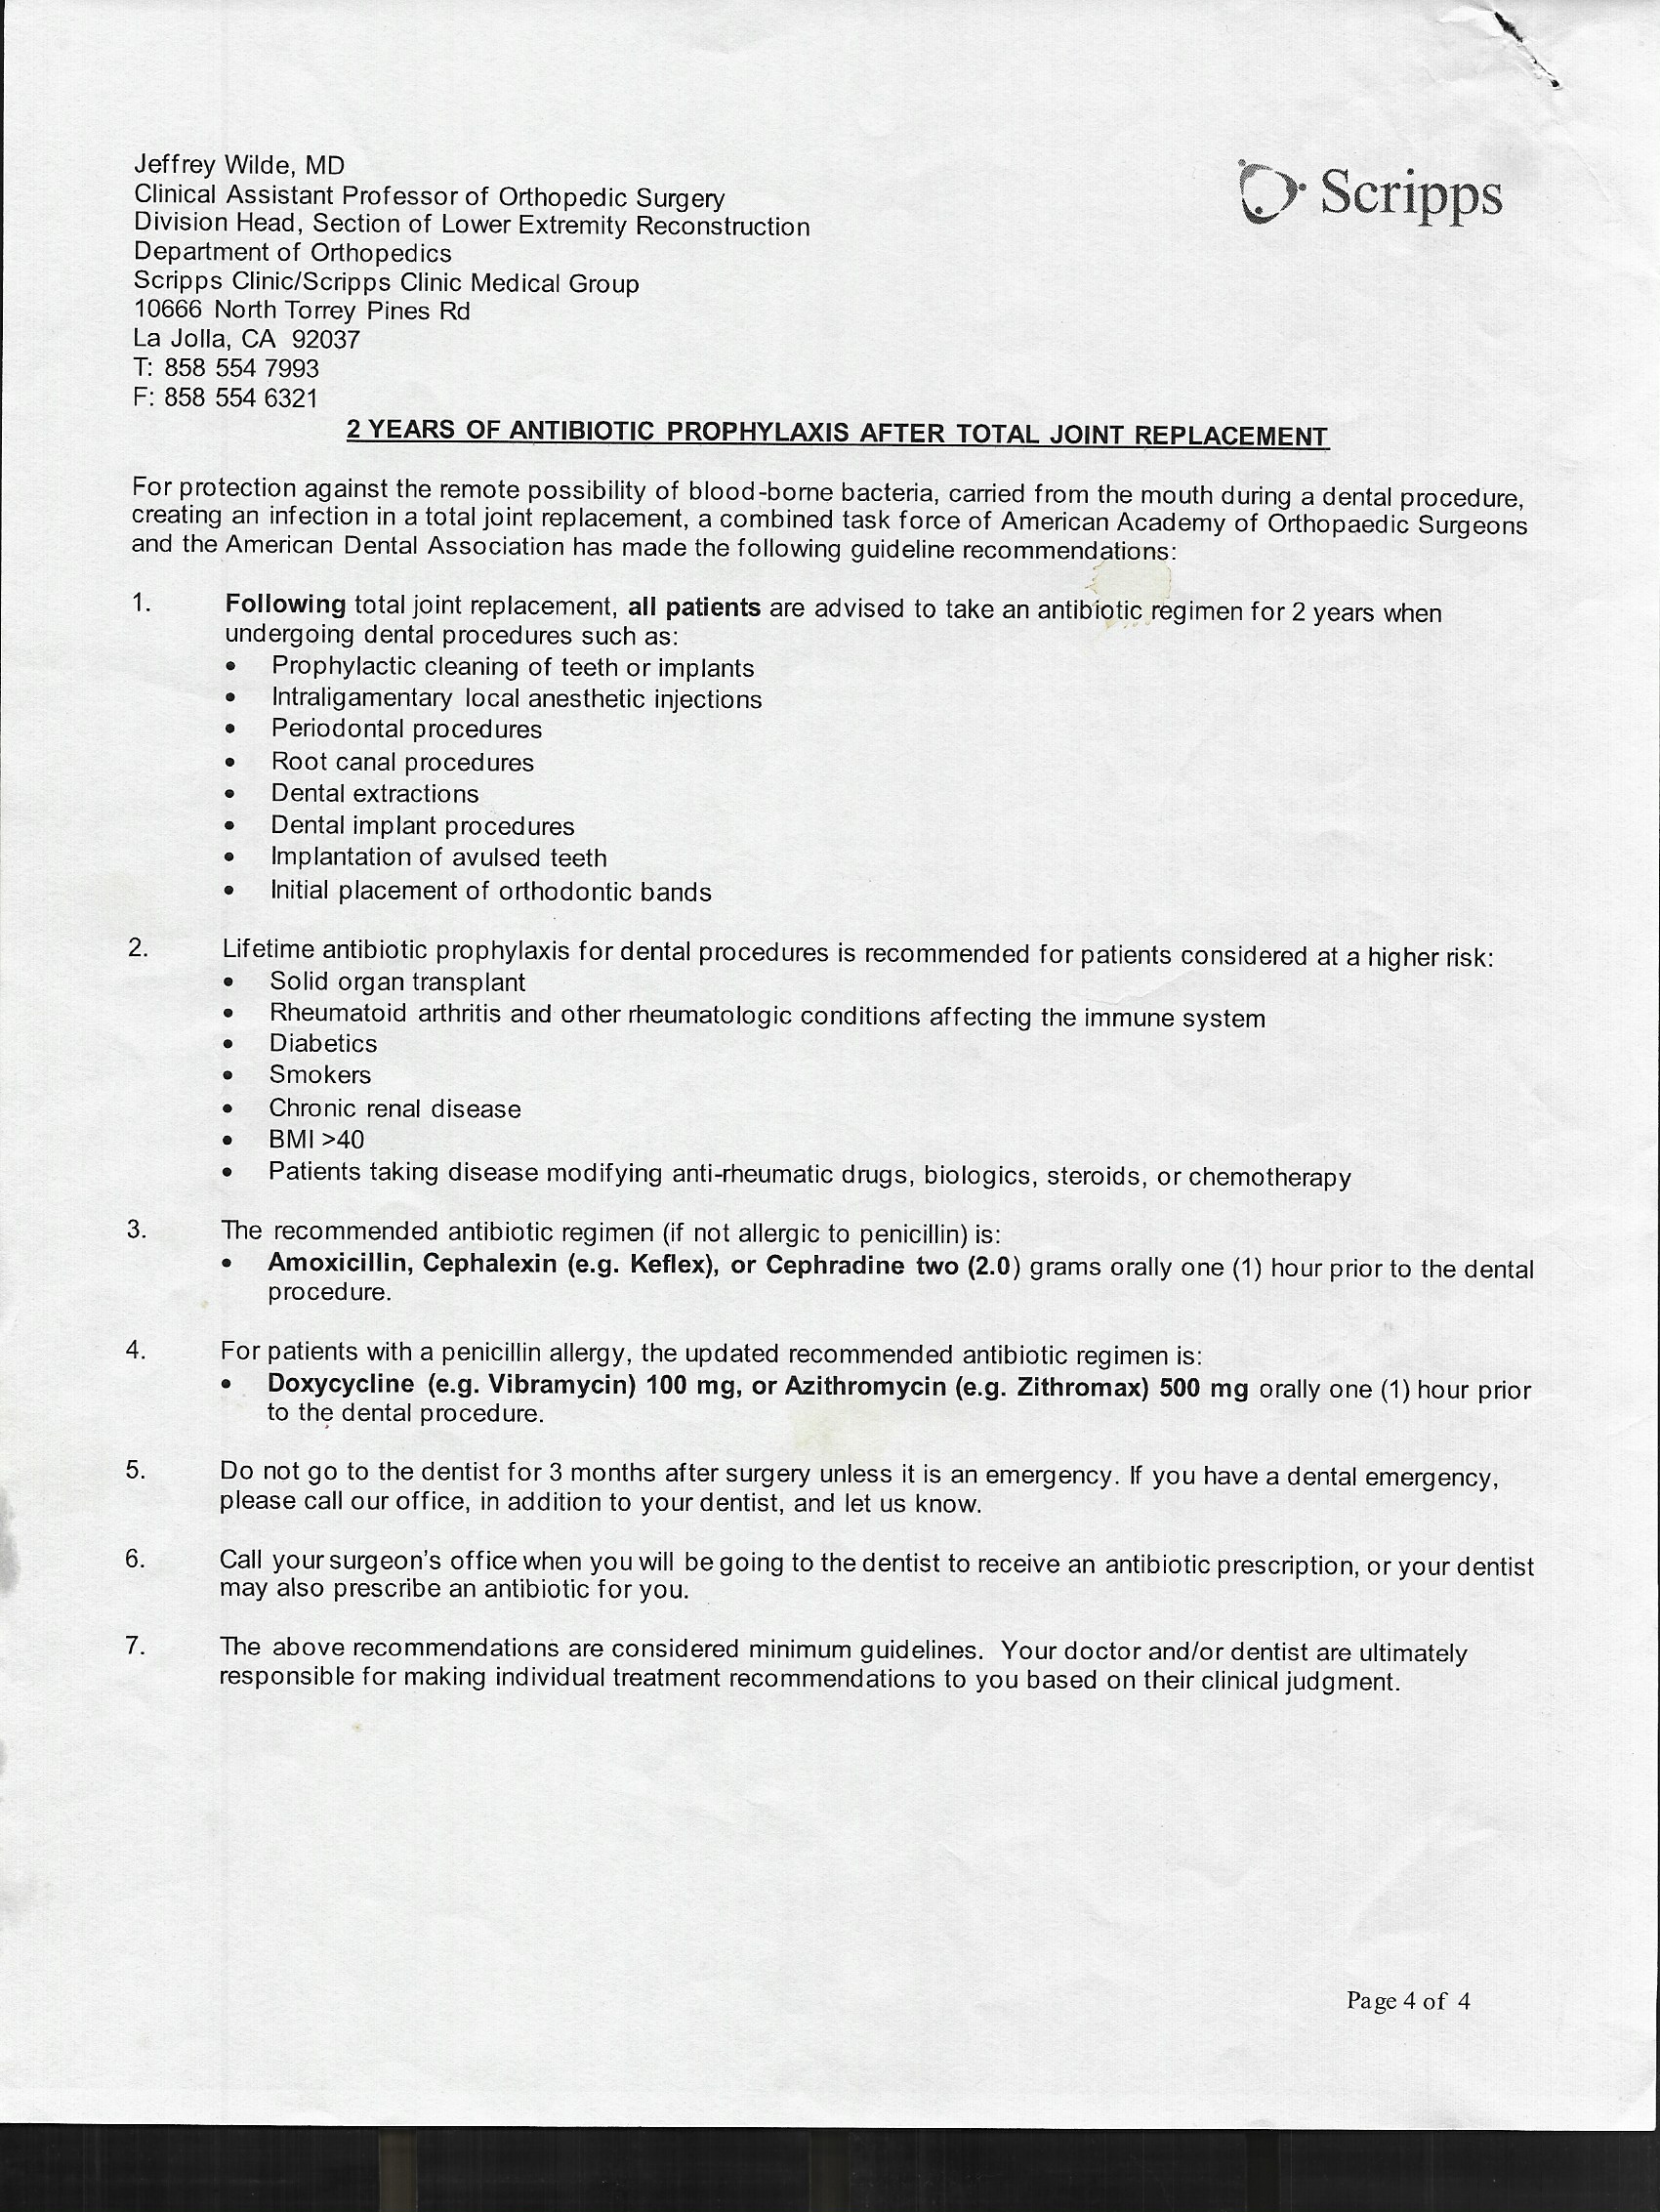 Jeffrey Wilde, MD
Clinical Assistant Professor of Orthopedic Surgery
Division Head, Section of Lower Extremity Reconstruction
Department of Orthopedics
Scripps Clinic/Scripps Clinic Medical Group
10666 North Torrey Pines Rd
La Jolla, CA 92037
T: 858 554 7993
F: 858 554 6321
Scripps
2 YEARS OF ANTIBIOTIC PROPHYLAXIS AFTER TOTAL JOINT REPLACEMENT
For protection against the remote possibility of blood-borne bacteria, carried from the mouth during a dental procedure,
creating an infection in a total joint replacement, a combined task force of American Academy of Orthopaedic Surgeons
and the American Dental Association has made the following guideline recommendations:
1. Following total joint replacement, all patients are advised to take an antibiotic regimen for 2 years when
undergoing dental procedures such as:
• Prophylactic cleaning of teeth or implants
• Intraligamentary local anesthetic injections
• Periodontal procedures
• Root canal procedures
• Dental extractions
• Dental implant procedures
• Implantation of avulsed teeth
• Initial placement of orthodontic bands
2. Lifetime antibiotic prophylaxis for dental procedures is recommended for patients considered at a higher risk:
• Solid organ transplant
• Rheumatoid arthritis and other rheumatologic conditions affecting the immune system
• Diabetics
• Smokers
• Chronic renal disease
• BMI >40
• Patients taking disease modifying anti-rheumatic drugs, biologics, steroids, or chemotherapy
3. The recommended antibiotic regimen (if not allergic to penicillin) is:
• Amoxicillin, Cephalexin (e.g. Keflex), or Cephradine two (2.0) grams orally one (1) hour prior to the dental
procedure.
4. For patients with a penicillin allergy, the updated recommended antibiotic regimen is:
• Doxycycline (e.g. Vibramycin) 100 mg, or Azithromycin (e.g. Zithromax) 500 mg orally one (1) hour prior
to the dental procedure.
5. Do not go to the dentist for 3 months after surgery unless it is an emergency. If you have a dental emergency,
please call our office, in addition to your dentist, and let us know.
6. Call your surgeon's office when you will be going to the dentist to receive an antibiotic prescription, or your dentist
may also prescribe an antibiotic for you.
7. The above recommendations are considered minimum guidelines. Your doctor and/or dentist are ultimately
responsible for making individual treatment recommendations to you based on their clinical judgment.
Page 4 of 4